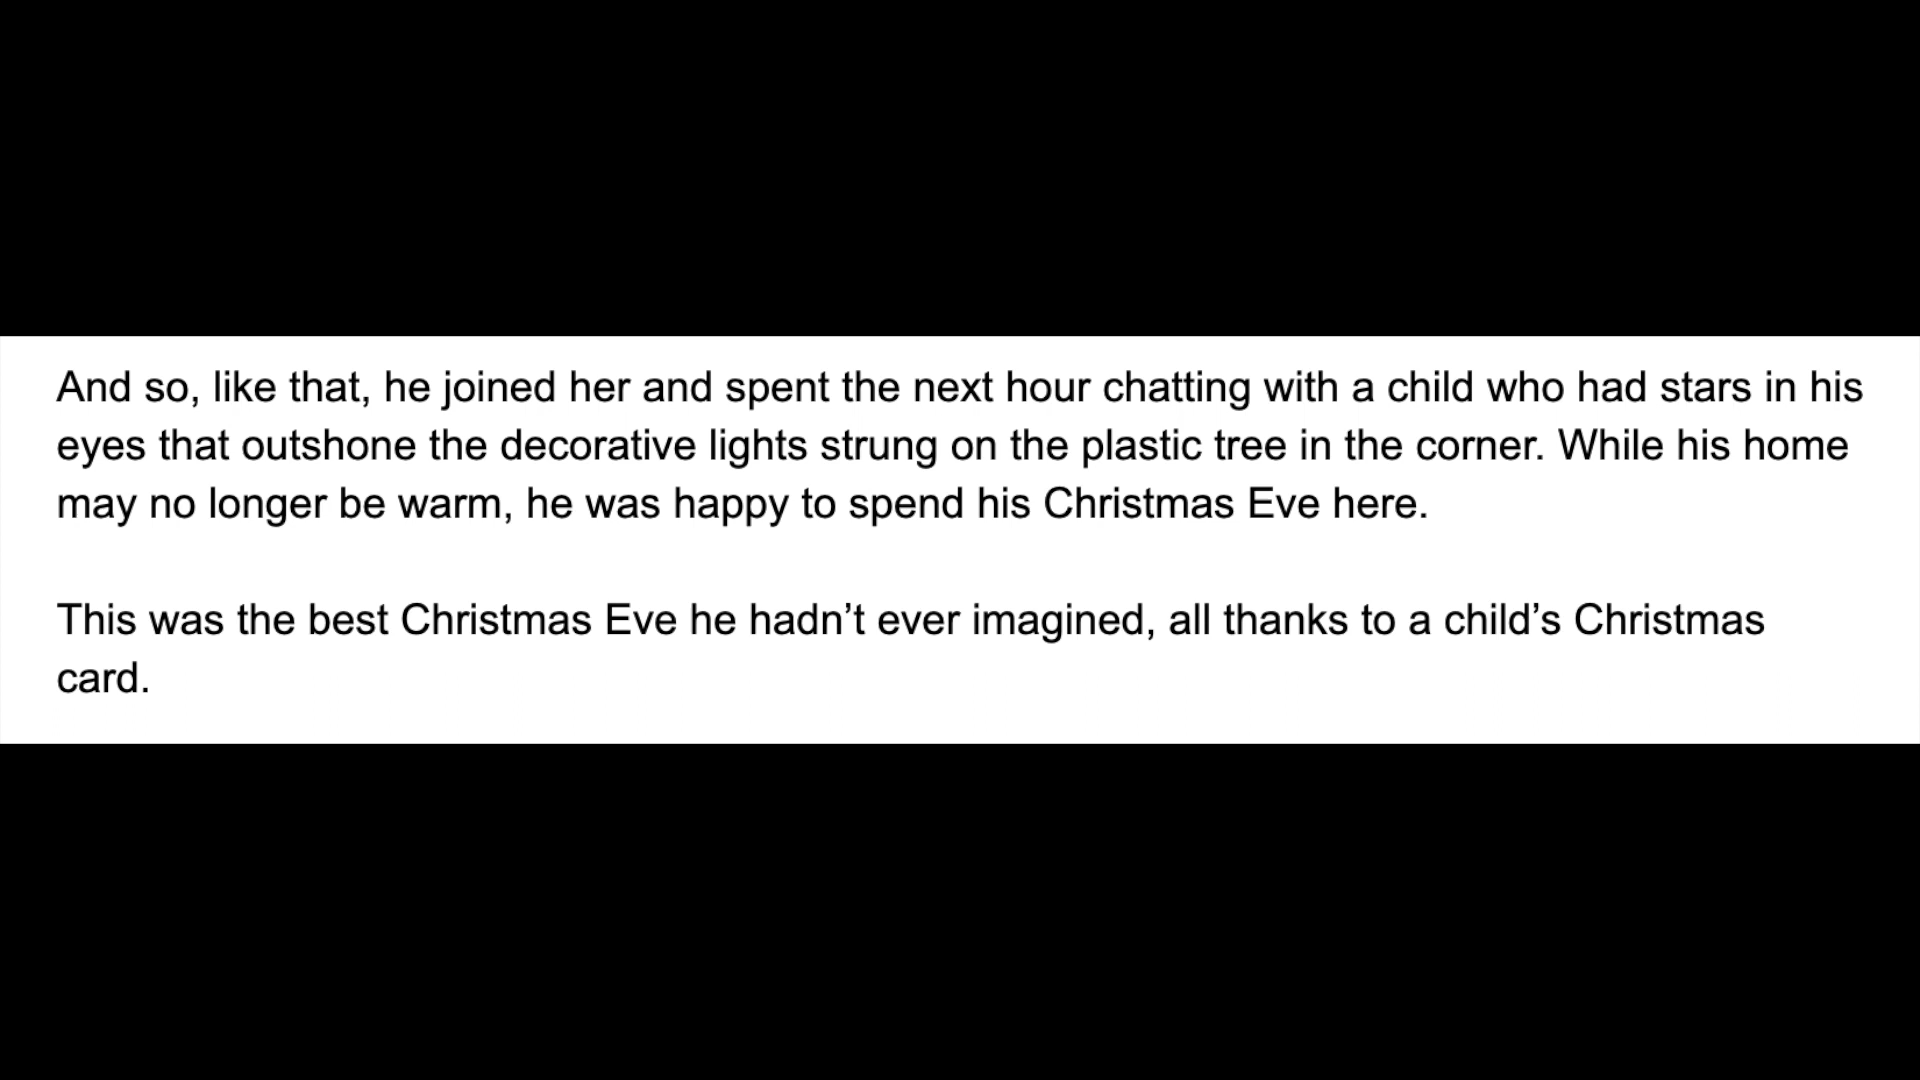 And so, like that, he joined her and spent the next hour chatting with a child who had stars in his
eyes that outshone the decorative lights strung on the plastic tree in the corner. While his home
may no longer be warm, he was happy to spend his Christmas Eve here.
This was the best Christmas Eve he hadn’t ever imagined, all thanks to a child’s Christmas
card.